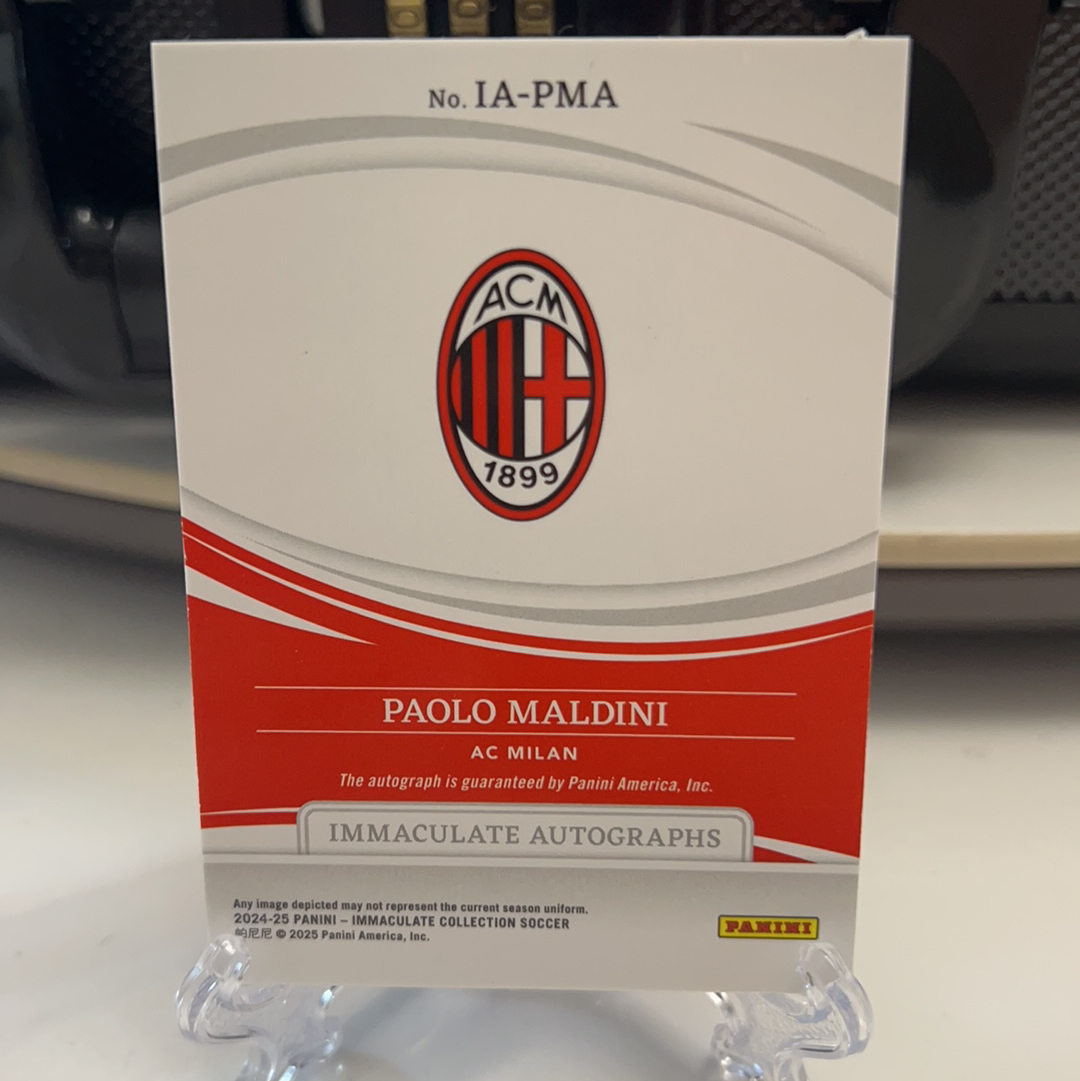 No. IA-PMA
ACM
1899
PAOLO MALDINI
AC MILAN
The autograph is guaranteed by Panini America, Inc.
IMMACULATE AUTOGRAPHS
Any image depicted may not represent the current season uniform.
2024-25 PANINI – IMMACULATE COLLECTION SOCCER
帕尼尼 © 2025 Panini America, Inc.
PANINI